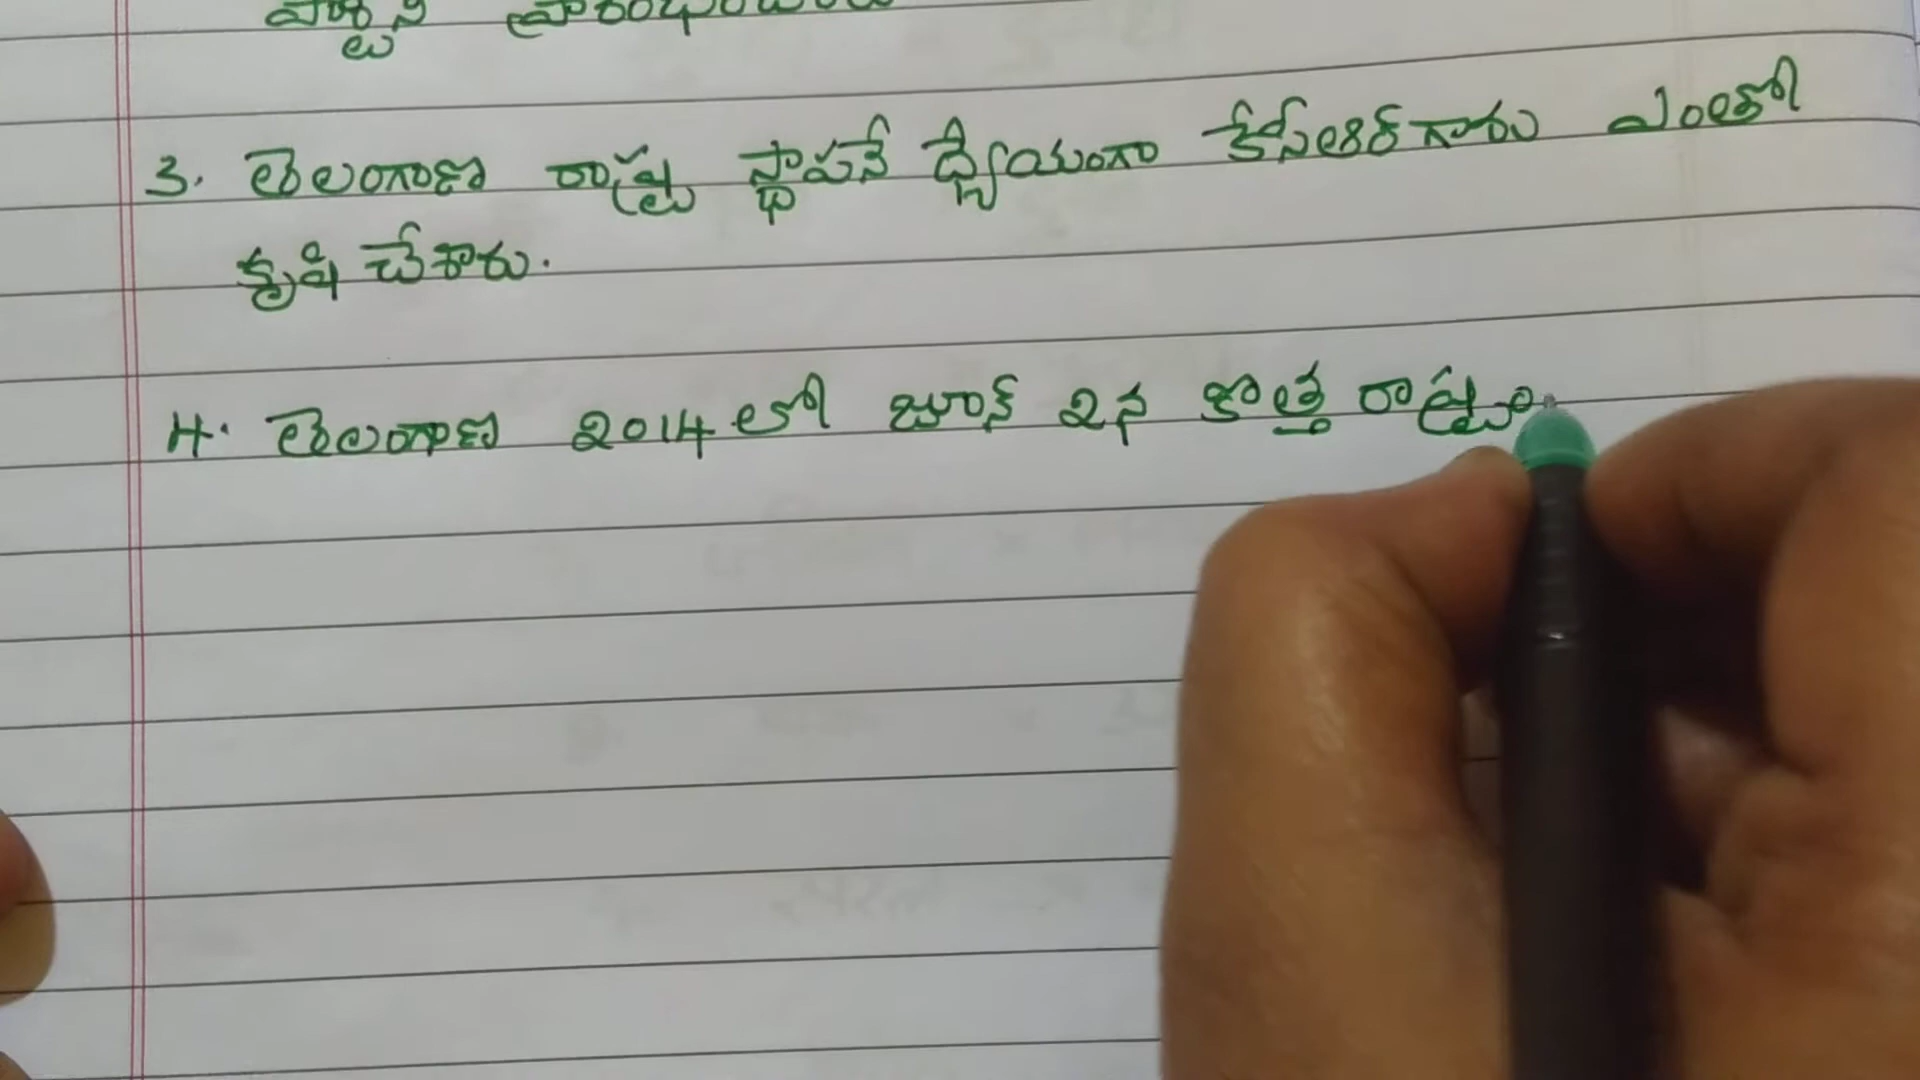 3. తెలంగాణ రాష్ట్ర స్థాపనే ధ్యేయంగా కేసీఆర్ గారు ఎంతో
కృషి చేశారు.
4. తెలంగాణ 2014 లో జూన్ 2న కొత్త రాష్ట్రం